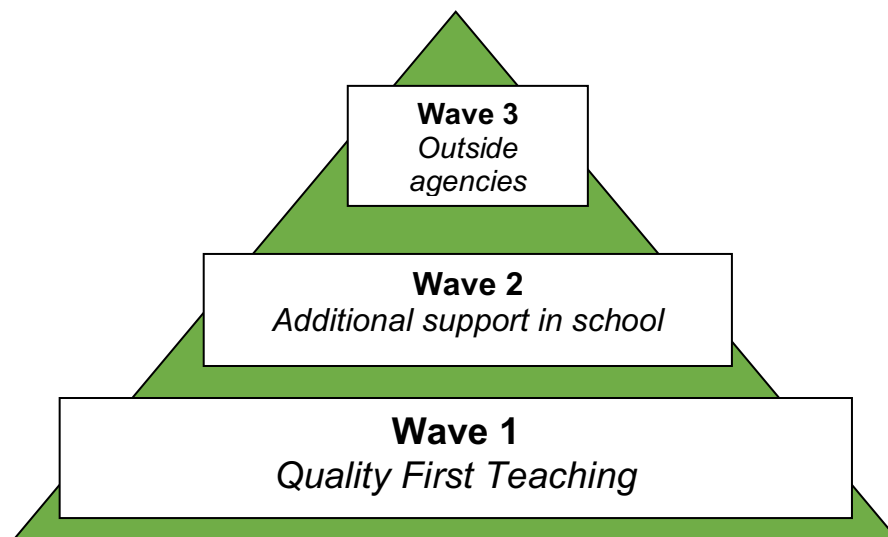 Wave 3
Outside
agencies
Wave 2
Additional support in school
Wave 1
Quality First Teaching